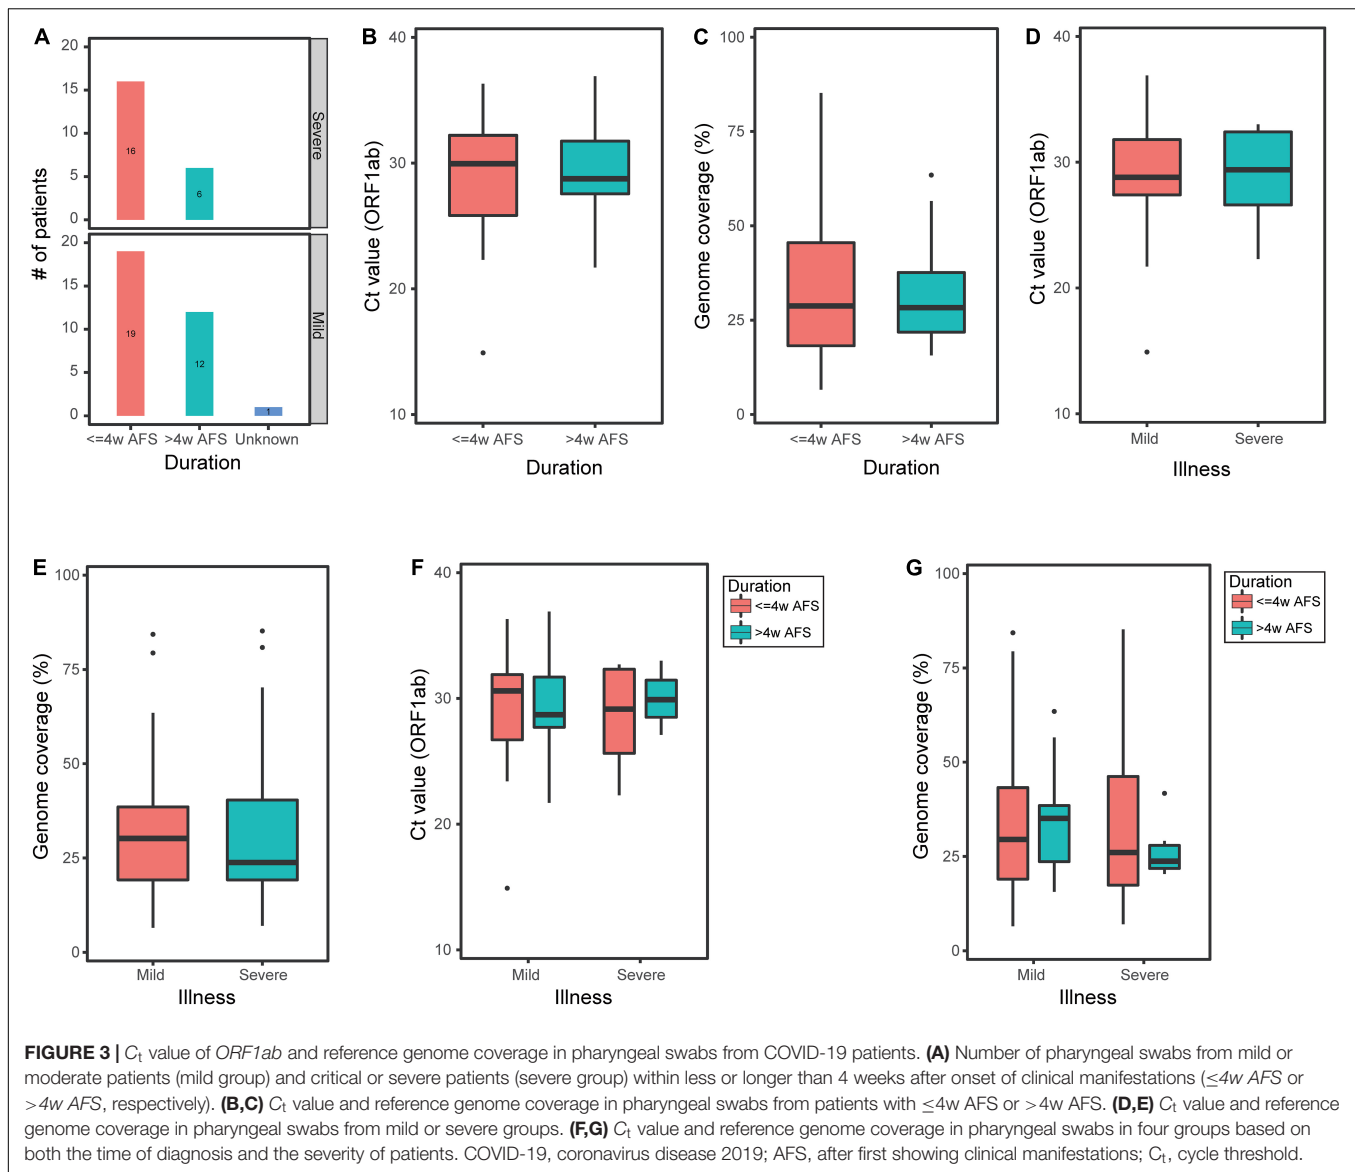 A
20
15
10
5
0
16
6
Severe
20
15
10
5
0
19
12
1
Mild
# of patients
<=4w AFS >4w AFS Unknown
Duration
B
40
30
20
10
Ct value (ORF1ab)
<=4w AFS >4w AFS
Duration
C
100
75
50
25
0
Genome coverage (%)
<=4w AFS >4w AFS
Duration
D
40
30
20
10
Ct value (ORF1ab)
Mild Severe
Illness
E
100
75
50
25
0
Genome coverage (%)
Mild Severe
Illness
F
40
30
20
10
Ct value (ORF1ab)
Mild Severe
Illness
Duration
<=4w AFS
>4w AFS
G
100
75
50
25
0
Genome coverage (%)
Mild Severe
Illness
Duration
<=4w AFS
>4w AFS
FIGURE 3 | Ct value of ORF1ab and reference genome coverage in pharyngeal swabs from COVID-19 patients. (A) Number of pharyngeal swabs from mild or
moderate patients (mild group) and critical or severe patients (severe group) within less or longer than 4 weeks after onset of clinical manifestations (≤4w AFS or
>4w AFS, respectively). (B,C) Ct value and reference genome coverage in pharyngeal swabs from patients with ≤4w AFS or >4w AFS. (D,E) Ct value and reference
genome coverage in pharyngeal swabs from mild or severe groups. (F,G) Ct value and reference genome coverage in pharyngeal swabs in four groups based on
both the time of diagnosis and the severity of patients. COVID-19, coronavirus disease 2019; AFS, after first showing clinical manifestations; Ct, cycle threshold.